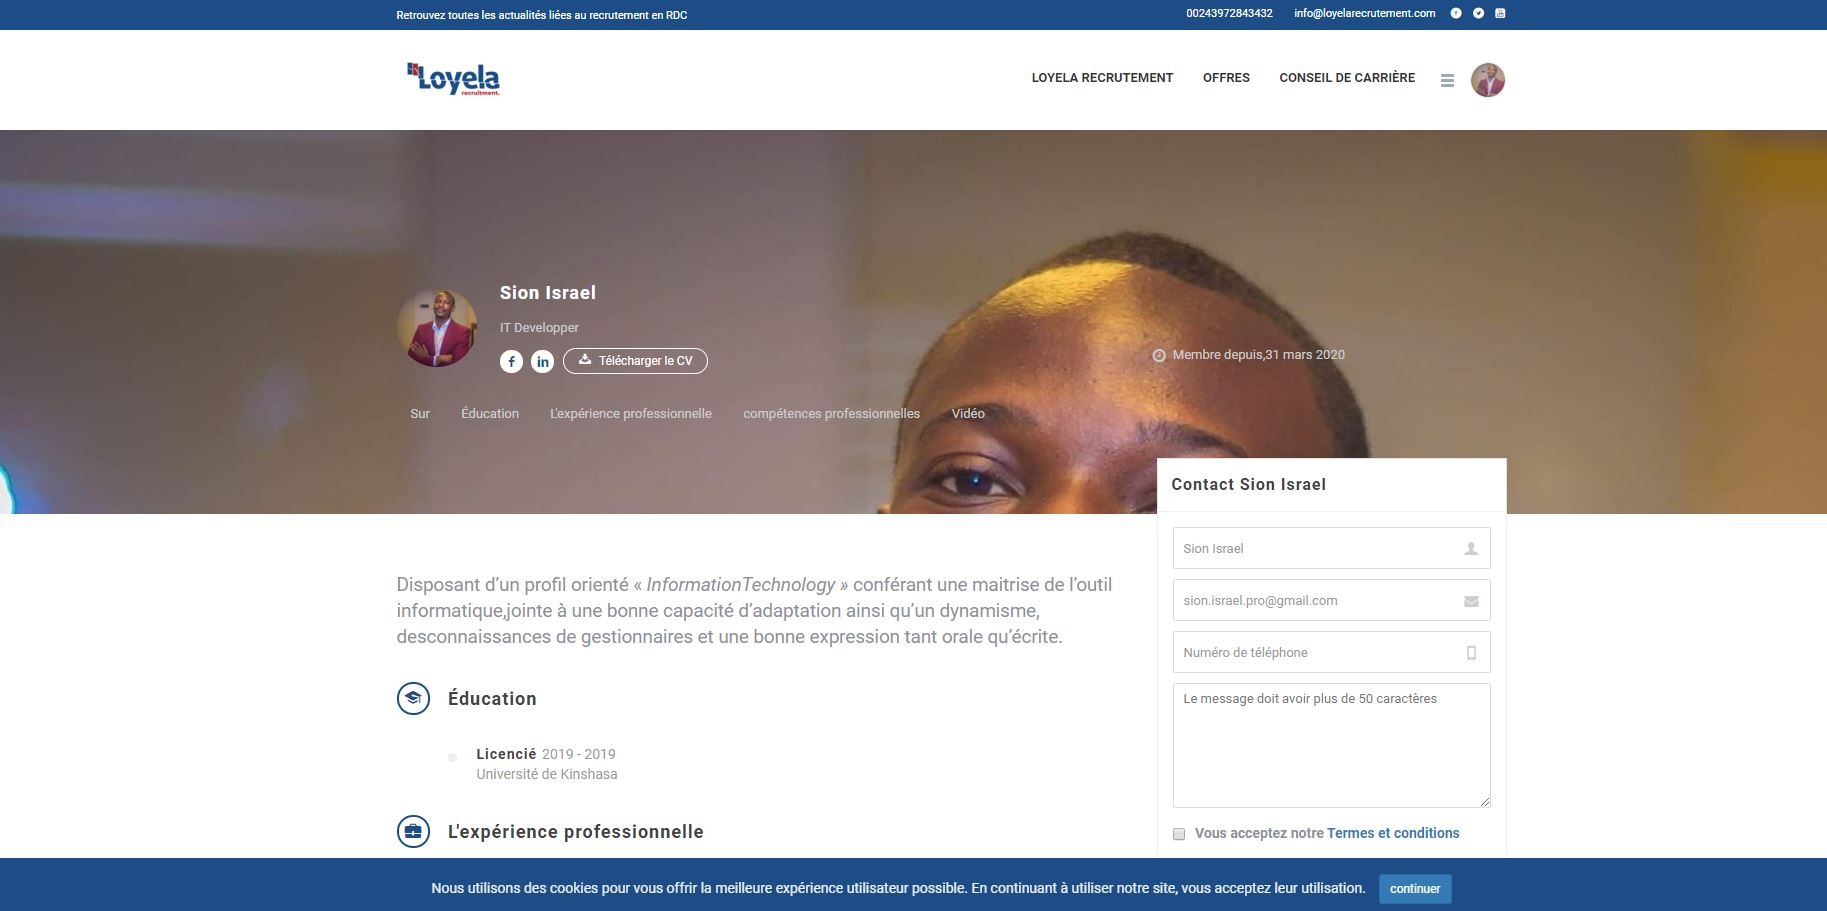 Retrouvez toutes les actualités liées au recrutement en RDC
00243972843432
info@loyelarecrutement.com
Loyela
recruitment.
LOYELA RECRUTEMENT
OFFRES
CONSEIL DE CARRIÈRE
Sion Israel
IT Developper
Télécharger le CV
Membre depuis,31 mars 2020
Sur
Éducation
L'expérience professionnelle
compétences professionnelles
Vidéo
Contact Sion Israel
Sion Israel
sion.israel.pro@gmail.com
Numéro de téléphone
Le message doit avoir plus de 50 caractères
Vous acceptez notre Termes et conditions
Disposant d’un profil orienté « InformationTechnology » conférant une maitrise de l’outil
informatique,jointe à une bonne capacité d’adaptation ainsi qu’un dynamisme,
desconnaissances de gestionnaires et une bonne expression tant orale qu’écrite.
Éducation
Licencié 2019 - 2019
Université de Kinshasa
L'expérience professionnelle
Nous utilisons des cookies pour vous offrir la meilleure expérience utilisateur possible. En continuant à utiliser notre site, vous acceptez leur utilisation.
continuer